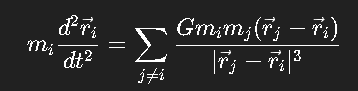 $m_i \frac{d^2 \vec{r}_i}{dt^2} = \sum_{j \neq i} \frac{G m_i m_j (\vec{r}_j - \vec{r}_i)}{|\vec{r}_j - \vec{r}_i|^3}$